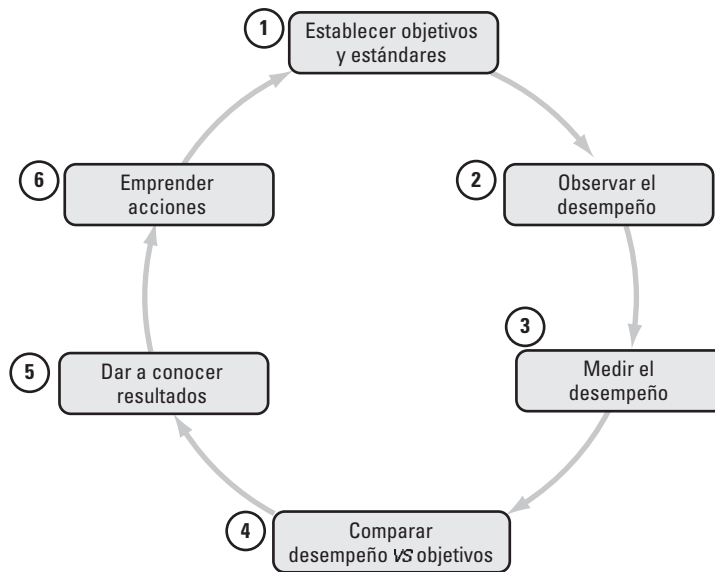 1
Establecer objetivos
y estándares
2
Observar el
desempeño
3
Medir el
desempeño
4
Comparar
desempeño VS objetivos
5
Dar a conocer
resultados
6
Emprender
acciones